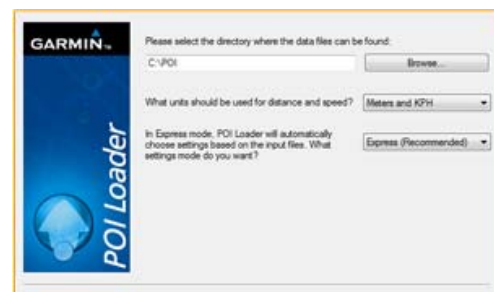 GARMIN™
Please select the directory where the data files can be found:
C:\POI
Browse...
What units should be used for distance and speed?
Meters and KPH
In Express mode, POI Loader will automatically
choose settings based on the input files. What
settings mode do you want?
Express (Recommended)
POI Loader